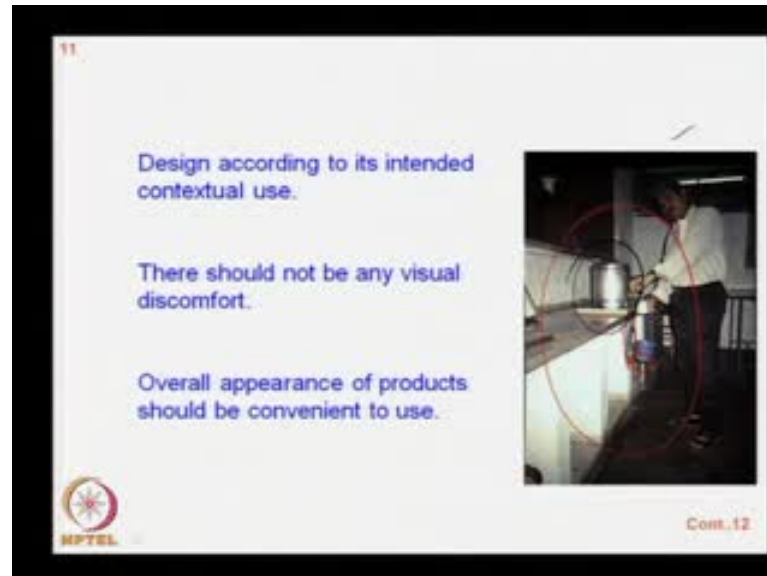 11
Design according to its intended
contextual use.
There should not be any visual
discomfort.
Overall appearance of products
should be convenient to use.
NPTEL
Cont..12